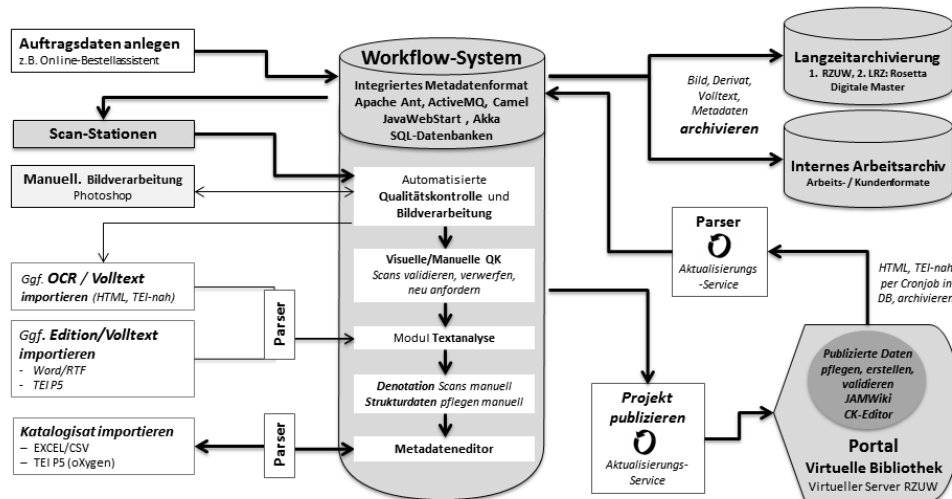 Auftragsdaten anlegen
z.B. Online-Bestellassistent
Scan-Stationen
Manuell. Bildverarbeitung
Photoshop
Ggf. OCR / Volltext
importieren (HTML, TEI-nah)
Ggf. Edition/Volltext
importieren
- Word/RTF
- TEI P5
Katalogisat importieren
– EXCEL/CSV
– TEI P5 (oXygen)
Parser
Parser
Workflow-System
Integriertes Metadatenformat
Apache Ant, ActiveMQ, Camel
JavaWebStart , Akka
SQL-Datenbanken
Automatisierte
Qualitätskontrolle und
Bildverarbeitung
Visuelle/Manuelle QK
Scans validieren, verwerfen,
neu anfordern
Modul Textanalyse
Denotation Scans manuell
Strukturdaten pflegen manuell
Metadateneditor
Bild, Derivat,
Volltext,
Metadaten
archivieren
Langzeitarchivierung
1. RZUW, 2. LRZ: Rosetta
Digitale Master
Internes Arbeitsarchiv
Arbeits- / Kundenformate
Parser
Aktualisierungs
-Service
HTML, TEI-nah
per Cronjob in
DB, archivieren
Projekt
publizieren
Aktualisierungs-
Service
Publizierte Daten
pflegen, erstellen,
validieren
JAMWiki
CK-Editor
Portal
Virtuelle Bibliothek
Virtueller Server RZUW